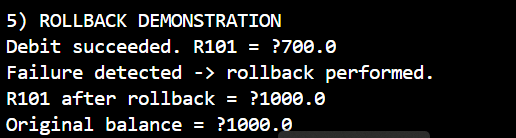 5) ROLLBACK DEMONSTRATION
Debit succeeded. R101 = ?700.0
Failure detected -> rollback performed.
R101 after rollback = ?1000.0
Original balance = ?1000.0